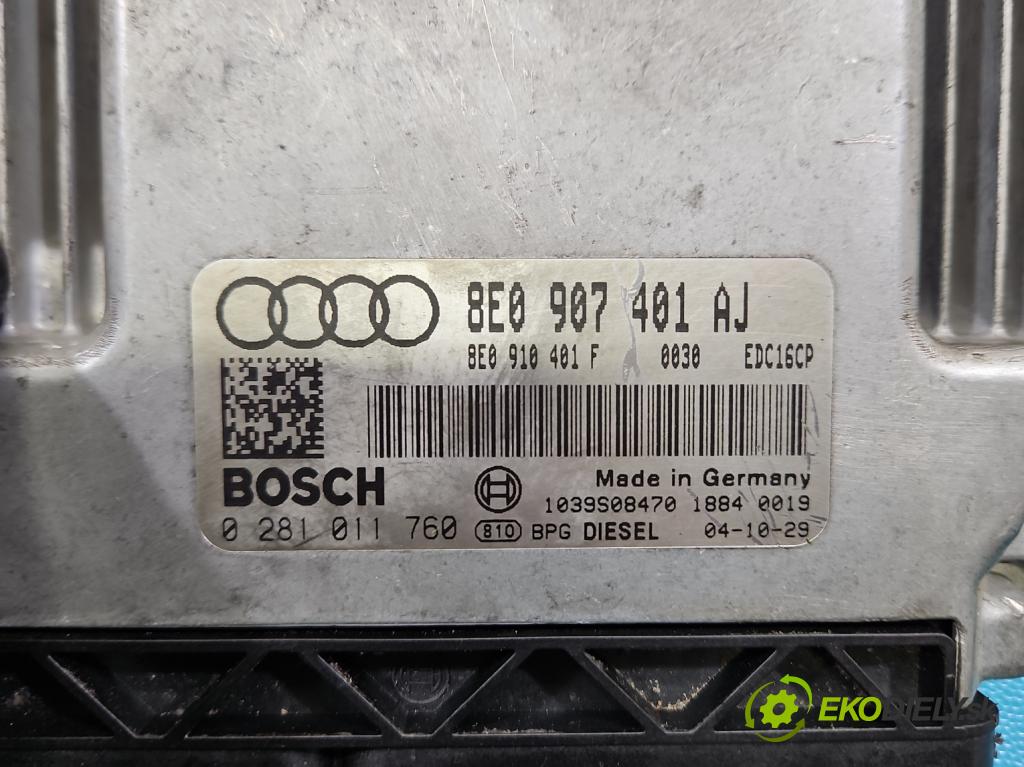 8E0 907 401 AJ
8E0 910 401 F 0030 EDC16CP
BOSCH
Made in Germany
1039S08470 1884 0019
0 281 011 760 810 BPG DIESEL 04-10-29
EKODIELY.SK